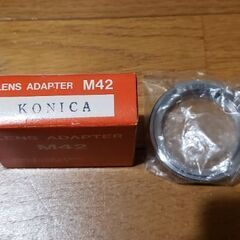 LENS ADAPTER M42
KONICA
LENS ADAPTER
M42